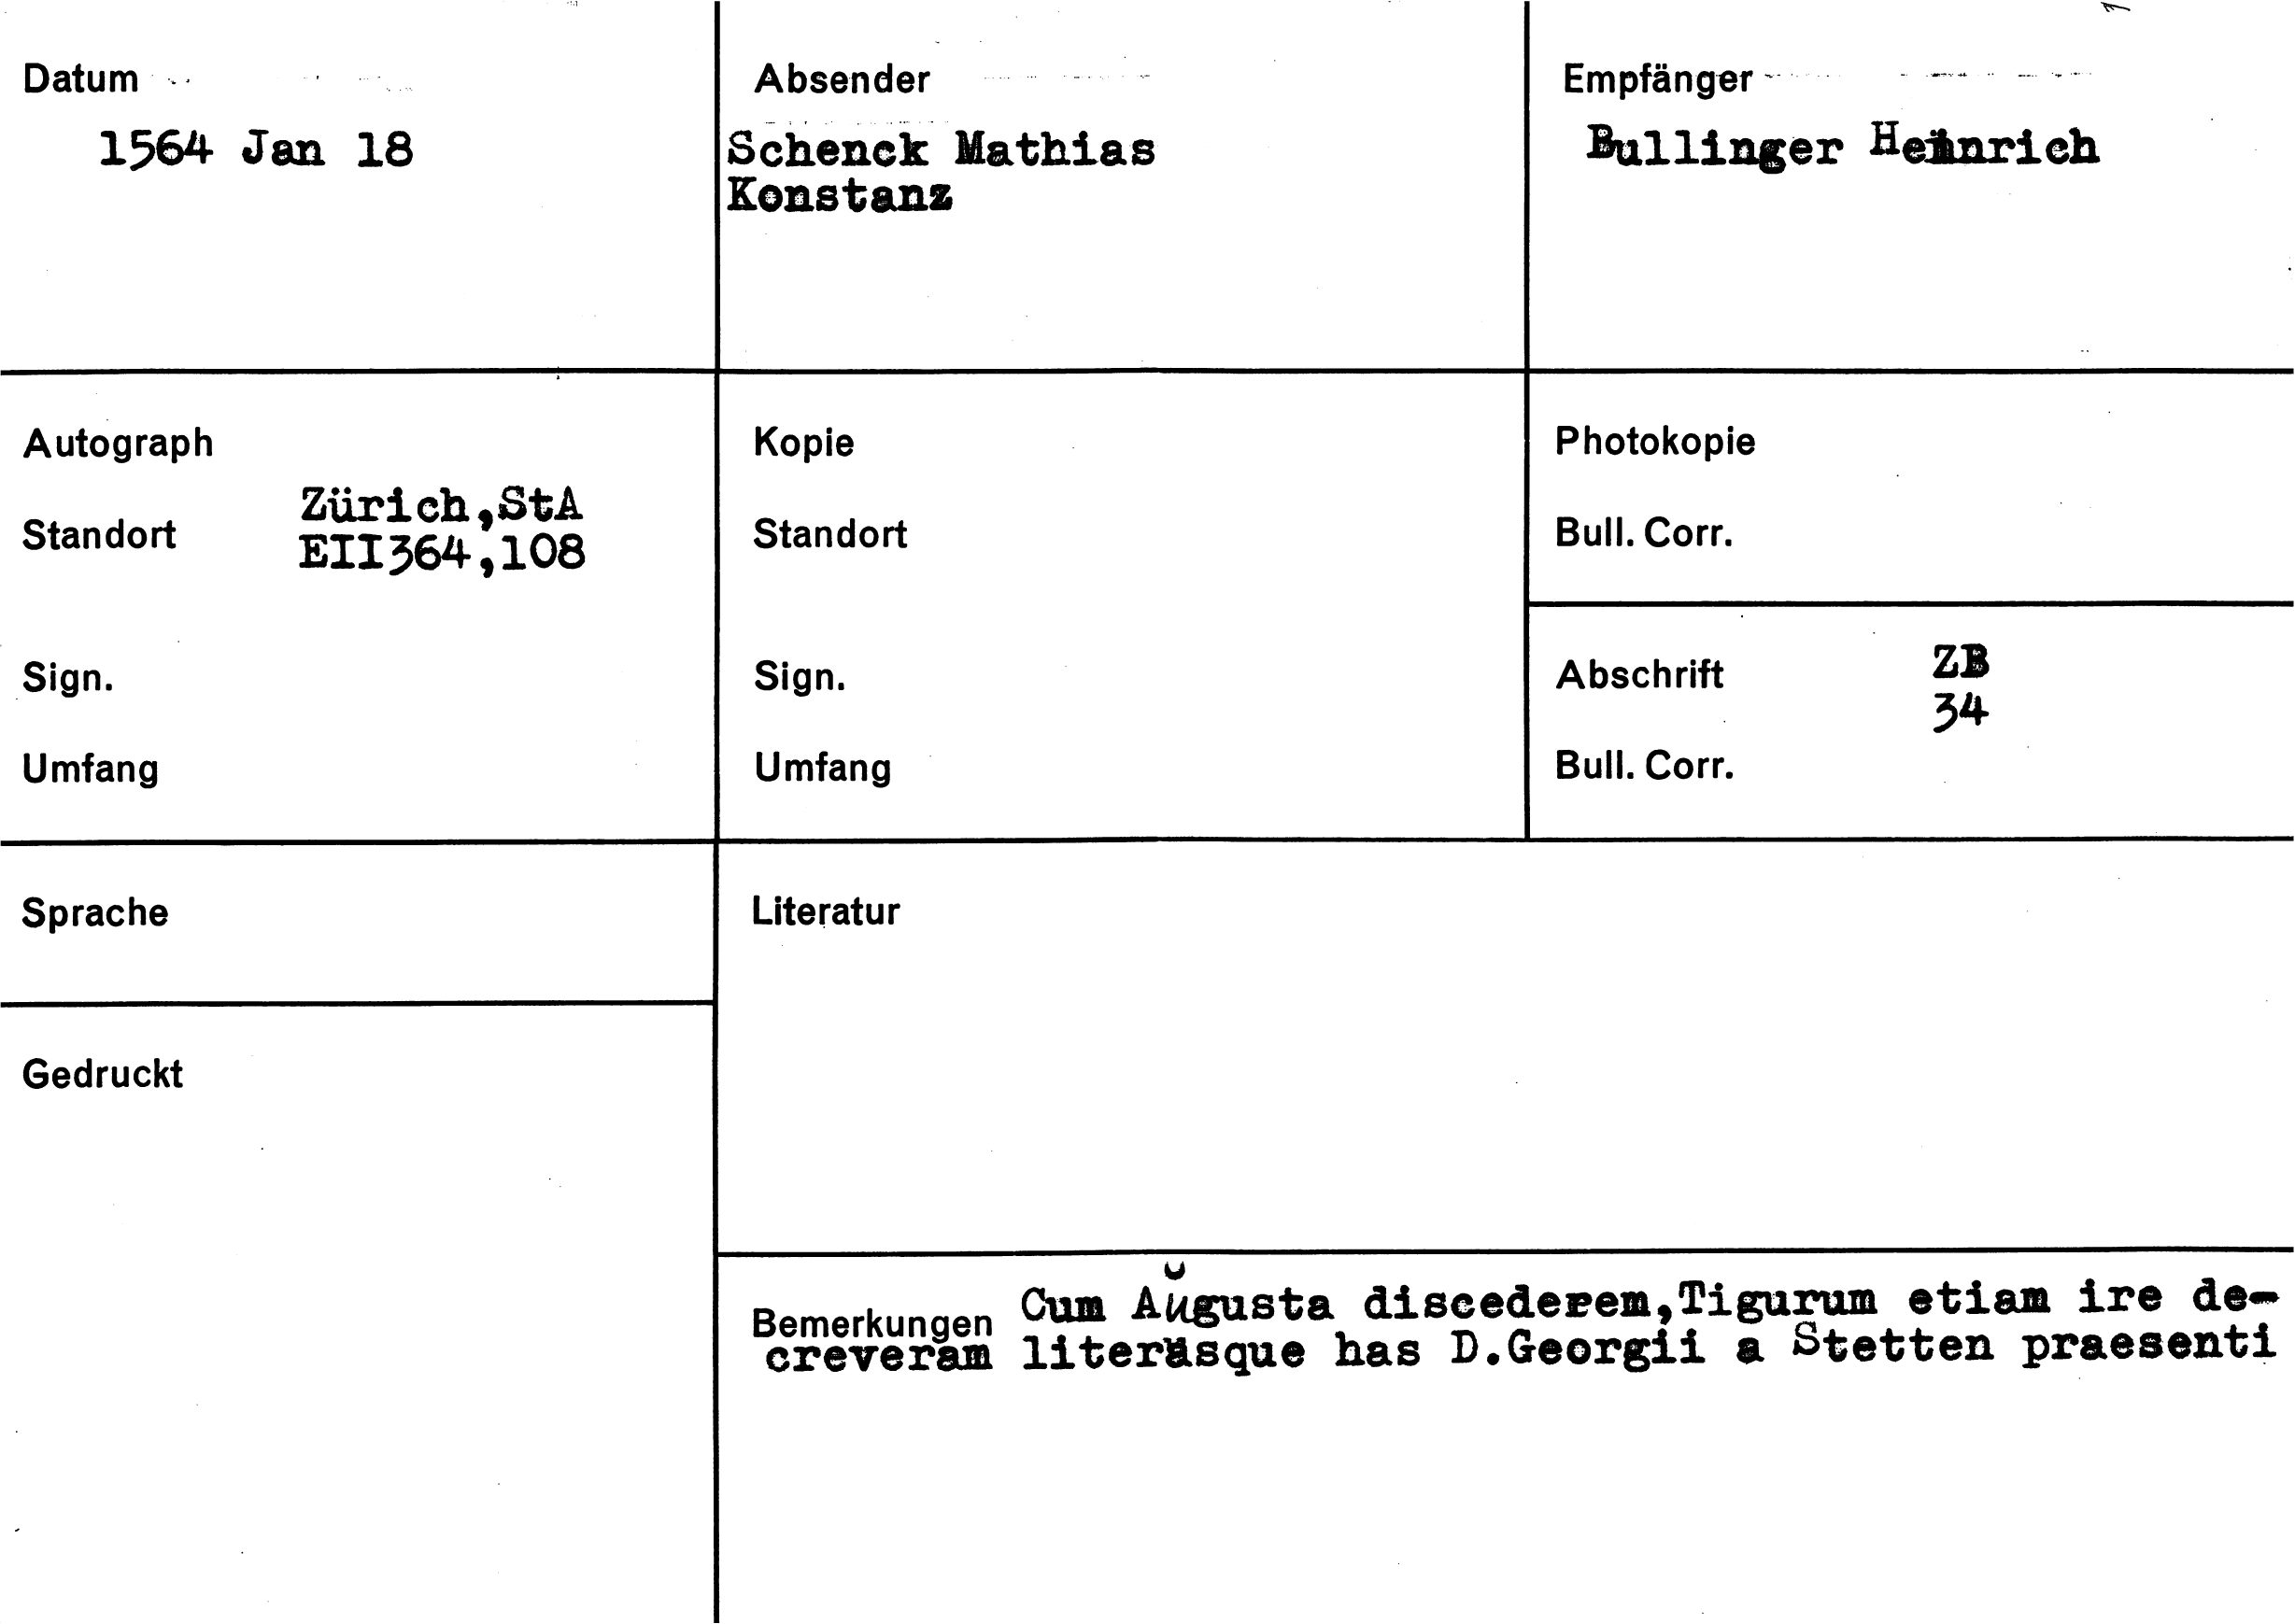 Datum
1564 Jan 18
Absender
Schenck Mathias
Konstanz
Empfänger
Bullinger Heinrich
Autograph
Standort
Zürich,StA
EII364,108
Sign.
Umfang
Kopie
Standort
Sign.
Umfang
Photokopie
Bull. Corr.
Abschrift
ZB
34
Bull. Corr.
Sprache
Literatur
Gedruckt
Bemerkungen
Cum Augusta discederem,Tigurum etiam ire de-
creveram literasque has D.Georgii a Stetten praesenti